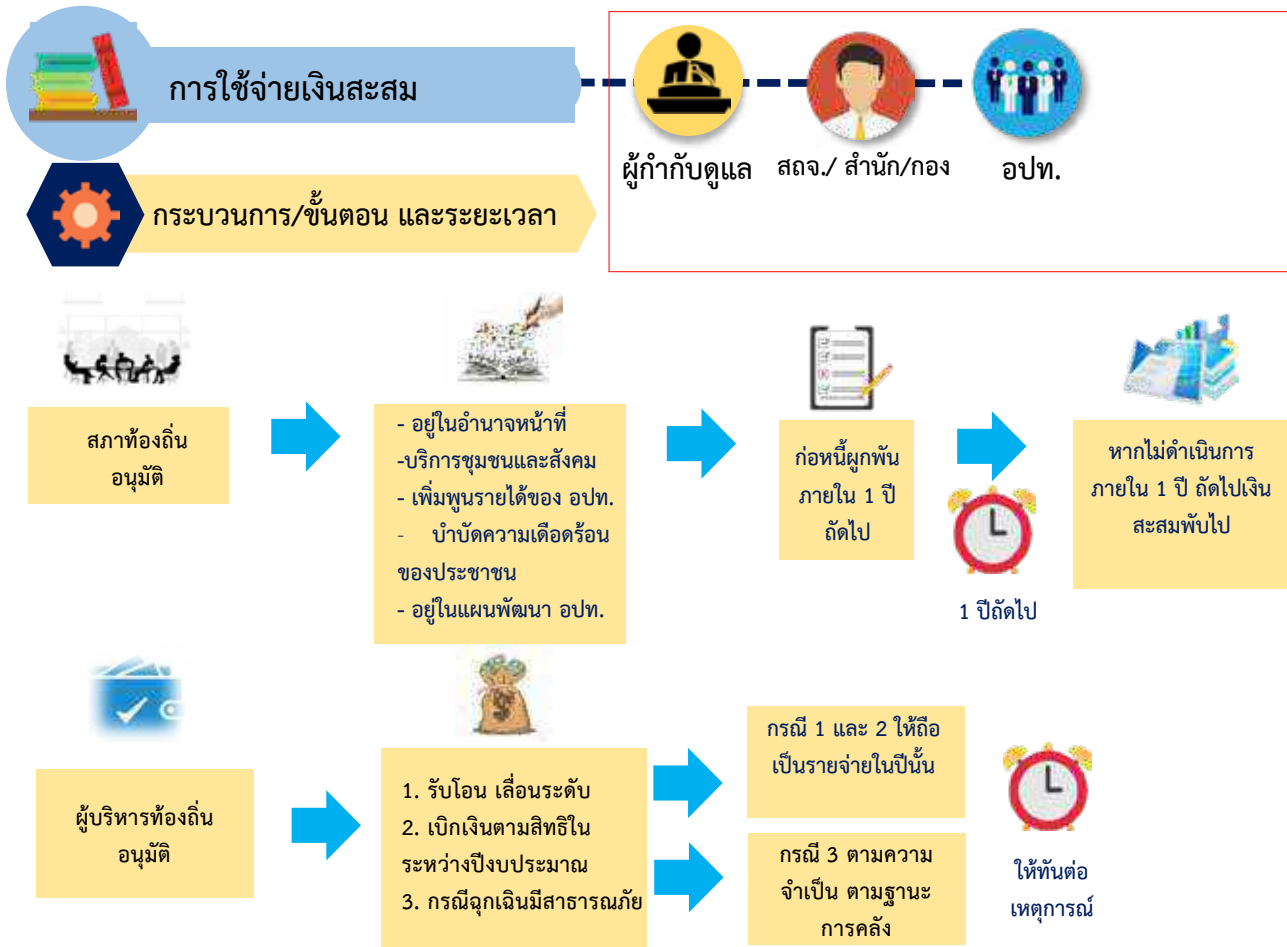 การใช้จ่ายเงินสะสม
ผู้กำกับดูแล
สถจ./ สำนัก/กอง
อปท.
กระบวนการ/ขั้นตอน และระยะเวลา
สภาท้องถิ่น
อนุมัติ
- อยู่ในอำนาจหน้าที่
-บริการชุมชนและสังคม
- เพิ่มพูนรายได้ของ อปท.
- บำบัดความเดือดร้อน
ของประชาชน
- อยู่ในแผนพัฒนา อปท.
ก่อหนี้ผูกพัน
ภายใน 1 ปี
ถัดไป
1 ปีถัดไป
หากไม่ดำเนินการ
ภายใน 1 ปี ถัดไปเงิน
สะสมพับไป
ผู้บริหารท้องถิ่น
อนุมัติ
1. รับโอน เลื่อนระดับ
2. เบิกเงินตามสิทธิใน
ระหว่างปีงบประมาณ
3. กรณีฉุกเฉินมีสาธารณภัย
กรณี 1 และ 2 ให้ถือ
เป็นรายจ่ายในปีนั้น
กรณี 3 ตามความ
จำเป็น ตามฐานะ
การคลัง
ให้ทันต่อ
เหตุการณ์